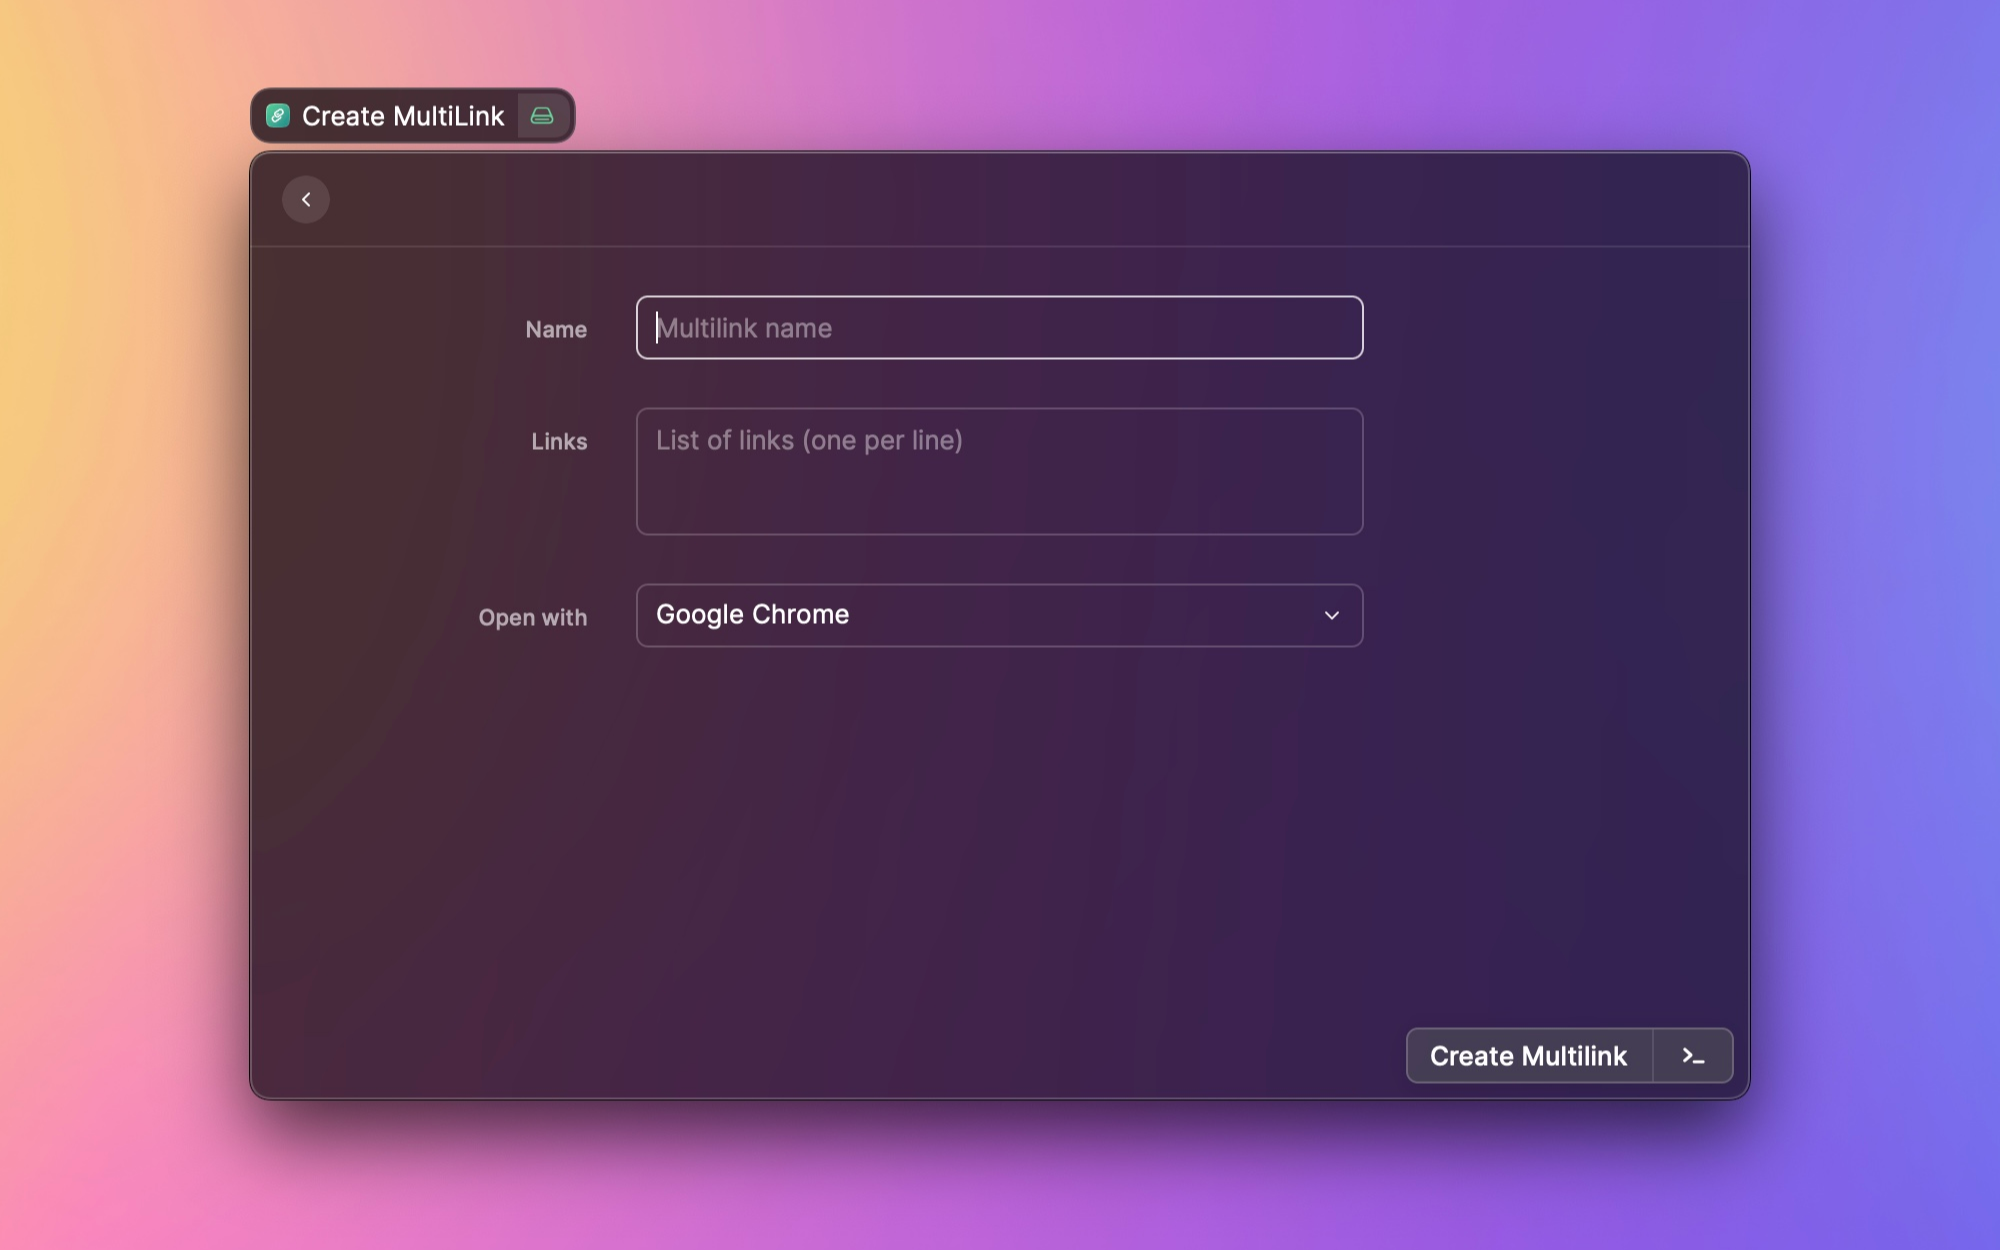 Create MultiLink
Name
Multilink name
Links
List of links (one per line)
Open with
Google Chrome
Create Multilink